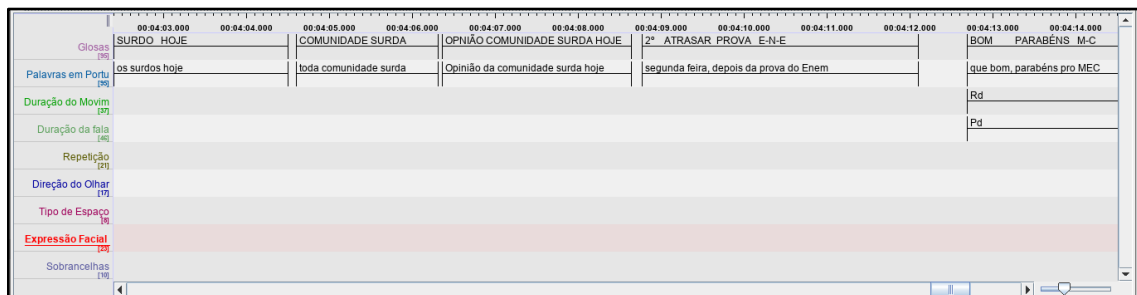 00:04:03.000 00:04:04.000 00:04:05.000 00:04:06.000 00:04:07.000 00:04:08.000 00:04:09.000 00:04:10.000 00:04:11.000 00:04:12.000 00:04:13.000 00:04:14.000
Glosas SURDO HOJE COMUNIDADE SURDA OPNIÃO COMUNIDADE SURDA HOJE 2° ATRASAR PROVA E-N-E BOM PARABÉNS M-C
[95]
Palavras em Portu os surdos hoje toda comunidade surda Opinião da comunidade surda hoje segunda feira, depois da prova do Enem que bom, parabéns pro MEC
[95]
Duração do Movim Rd
[37]
Duração da fala Pd
[46]
Repetição
[21]
Direção do Olhar
[17]
Tipo de Espaço
Expressão Facial
[23]
Sobrancelhas
[10]